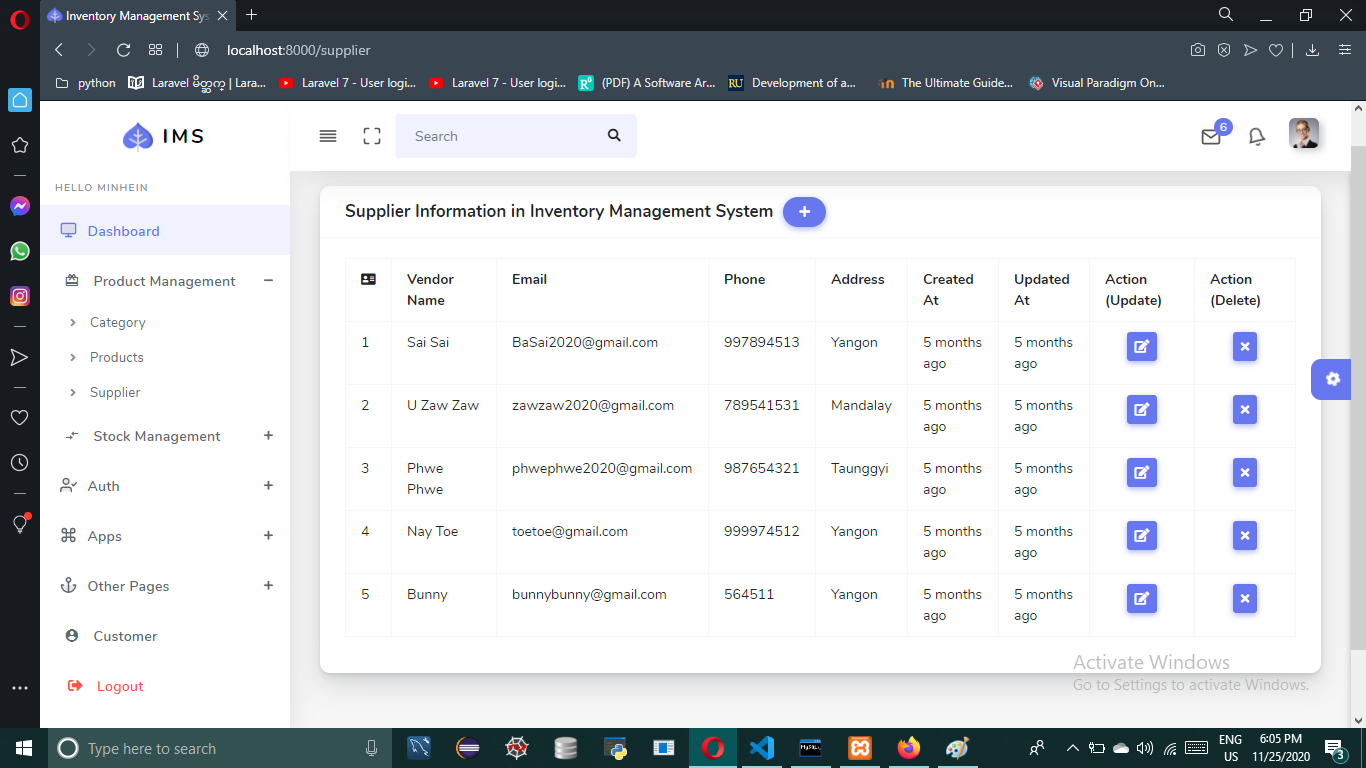 Inventory Management Sys
localhost:8000/supplier
python
Laravel 7 - User logi...
Laravel 7 - User logi...
(PDF) A Software Ar...
RU
Development of a...
The Ultimate Guide...
Visual Paradigm On...
IMS
Search
6
HELLO MINHEIN
Dashboard
Product Management
Category
Products
Supplier
Stock Management
Auth
Apps
Other Pages
Customer
Logout
Supplier Information in Inventory Management System
Vendor Name Email Phone Address Created At Updated At Action (Update) Action (Delete)
1 Sai Sai BaSai2020@gmail.com 997894513 Yangon 5 months ago 5 months ago
2 U Zaw Zaw zawzaw2020@gmail.com 789541531 Mandalay 5 months ago 5 months ago
3 Phwe Phwe phwephwe2020@gmail.com 987654321 Taunggyi 5 months ago 5 months ago
4 Nay Toe toetoe@gmail.com 999974512 Yangon 5 months ago 5 months ago
5 Bunny bunnybunny@gmail.com 564511 Yangon 5 months ago 5 months ago
Activate Windows
Go to Settings to activate Windows.
Type here to search
MySQL
ENG
US
6:05 PM
11/25/2020
3